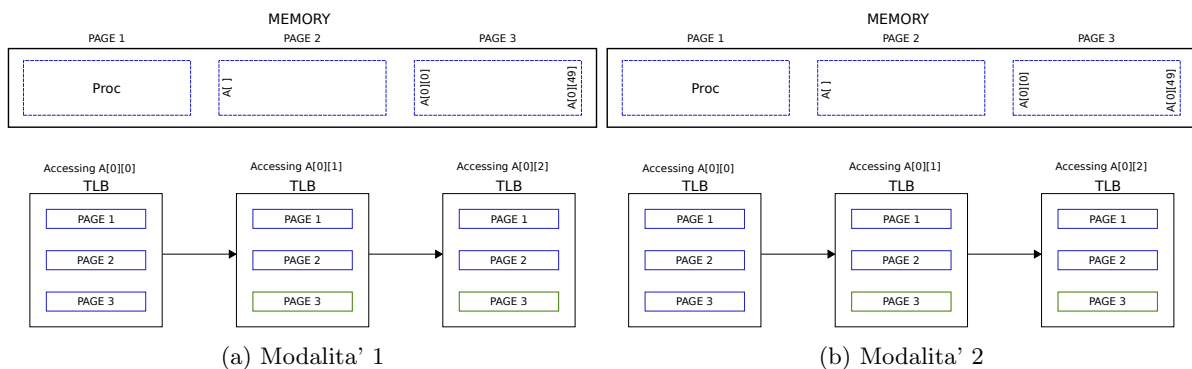 MEMORY
PAGE 1 PAGE 2 PAGE 3
Proc A[ ] A[0][0] A[0][49]
Accessing A[0][0] Accessing A[0][1] Accessing A[0][2]
TLB TLB TLB
PAGE 1 PAGE 1 PAGE 1
PAGE 2 PAGE 2 PAGE 2
PAGE 3 PAGE 3 PAGE 3
(a) Modalita' 1
MEMORY
PAGE 1 PAGE 2 PAGE 3
Proc A[ ] A[0][0] A[0][49]
Accessing A[0][0] Accessing A[0][1] Accessing A[0][2]
TLB TLB TLB
PAGE 1 PAGE 1 PAGE 1
PAGE 2 PAGE 2 PAGE 2
PAGE 3 PAGE 3 PAGE 3
(b) Modalita' 2